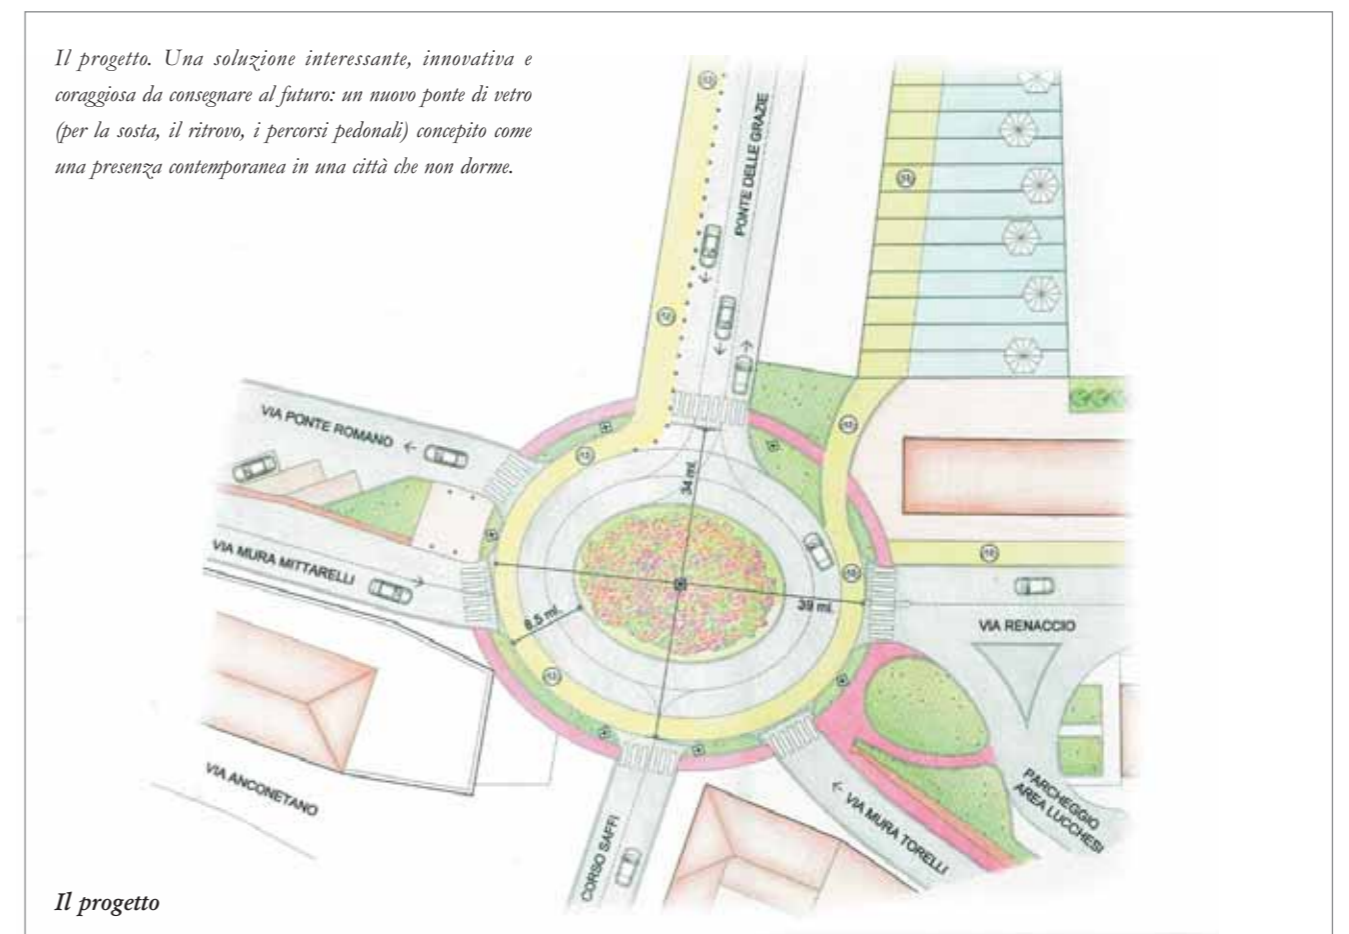 Il progetto. Una soluzione interessante, innovativa e
coraggiosa da consegnare al futuro: un nuovo ponte di vetro
(per la sosta, il ritrovo, i percorsi pedonali) concepito come
una presenza contemporanea in una città che non dorme.
PONTE DELLE GRAZIE
VIA PONTE ROMANO
34 ml.
VIA MURA MITTARELLI
39 ml.
8.5 ml.
VIA RENACCIO
VIA ANCONETANO
PARCHEGGIO
AREA LUCCHESI
VIA MURA TORELLI
CORSO SAFFI
Il progetto